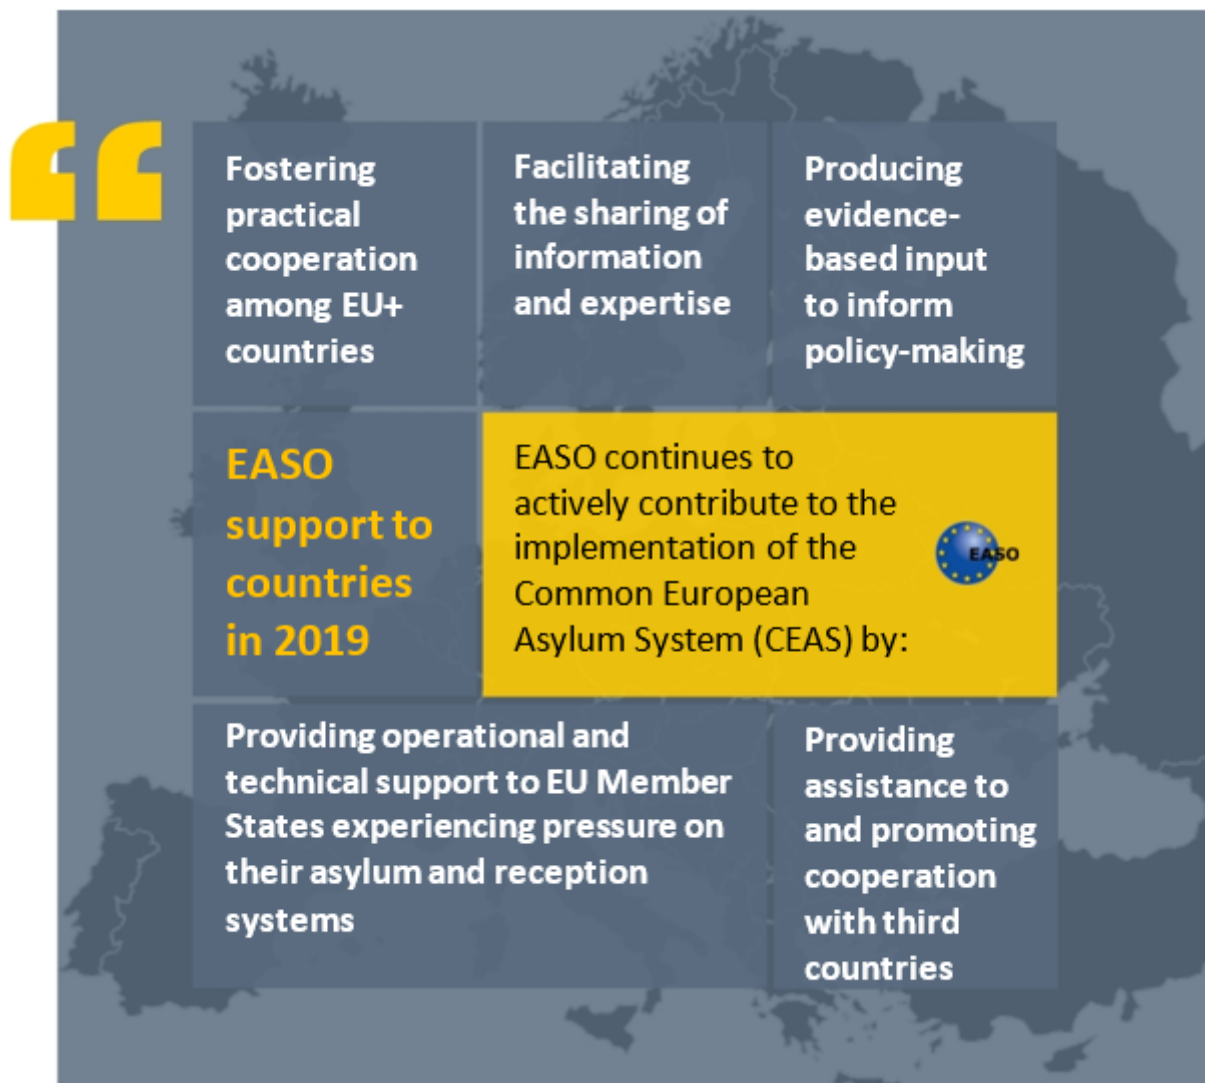 “
Fostering
practical
cooperation
among EU+
countries
Facilitating
the sharing of
information
and expertise
Producing
evidence-
based input
to inform
policy-making
EASO
support to
countries
in 2019
EASO continues to
actively contribute to the
implementation of the
Common European
Asylum System (CEAS) by:
EASO
Providing operational and
technical support to EU Member
States experiencing pressure on
their asylum and reception
systems
Providing
assistance to
and promoting
cooperation
with third
countries